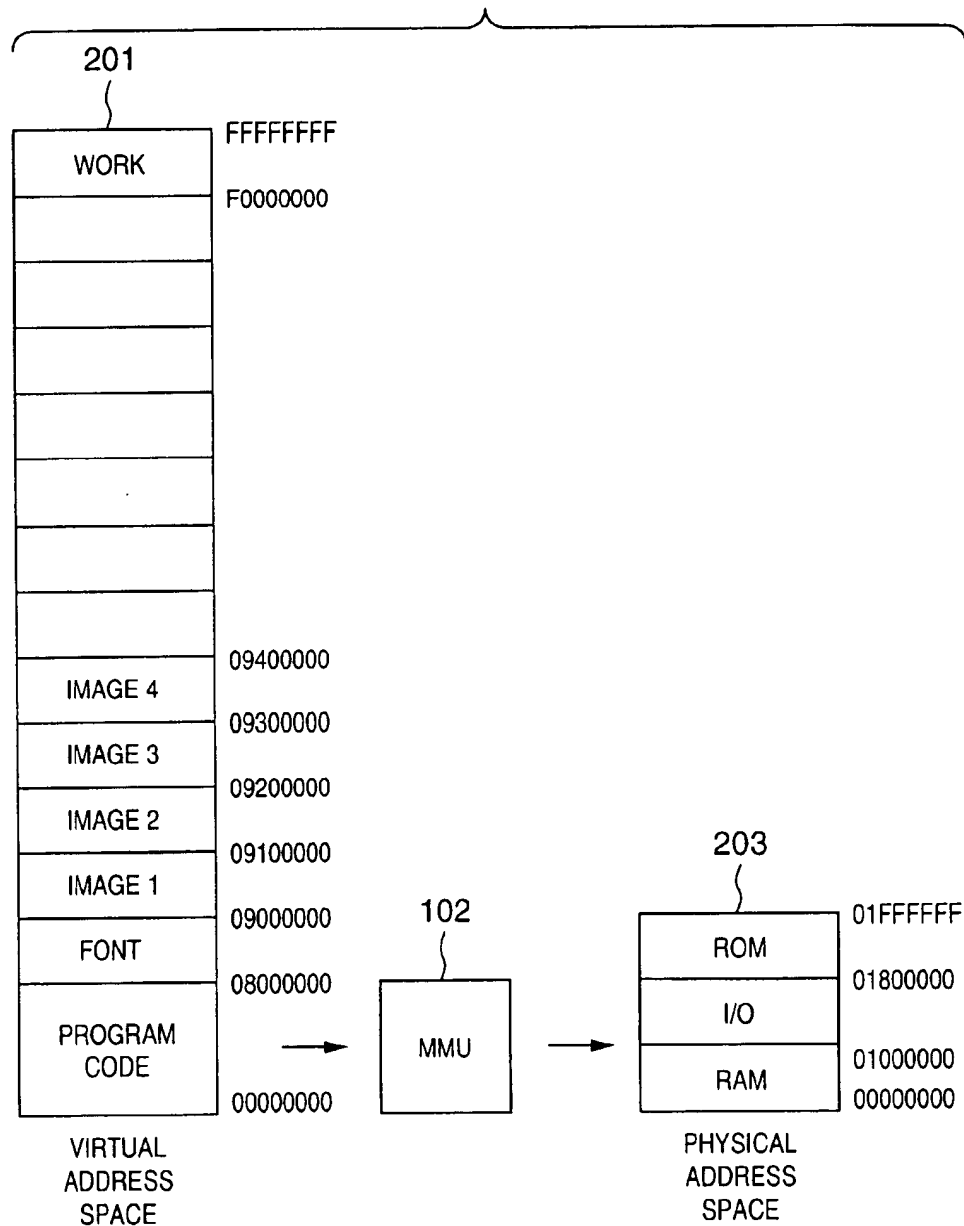 201
FFFFFFFF
WORK
F0000000
09400000
IMAGE 4
09300000
IMAGE 3
09200000
IMAGE 2
09100000
IMAGE 1
09000000
FONT
08000000
PROGRAM
CODE
00000000
VIRTUAL
ADDRESS
SPACE
102
MMU
203
01FFFFFF
ROM
01800000
I/O
01000000
RAM
00000000
PHYSICAL
ADDRESS
SPACE